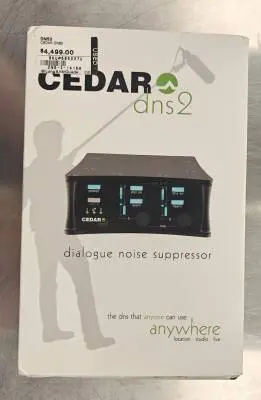 DNS2
$4,499.00
USED
CEDAR
dns2
CEDAR
dialogue noise suppressor
the dns that anyone can use
anywhere
location studio live